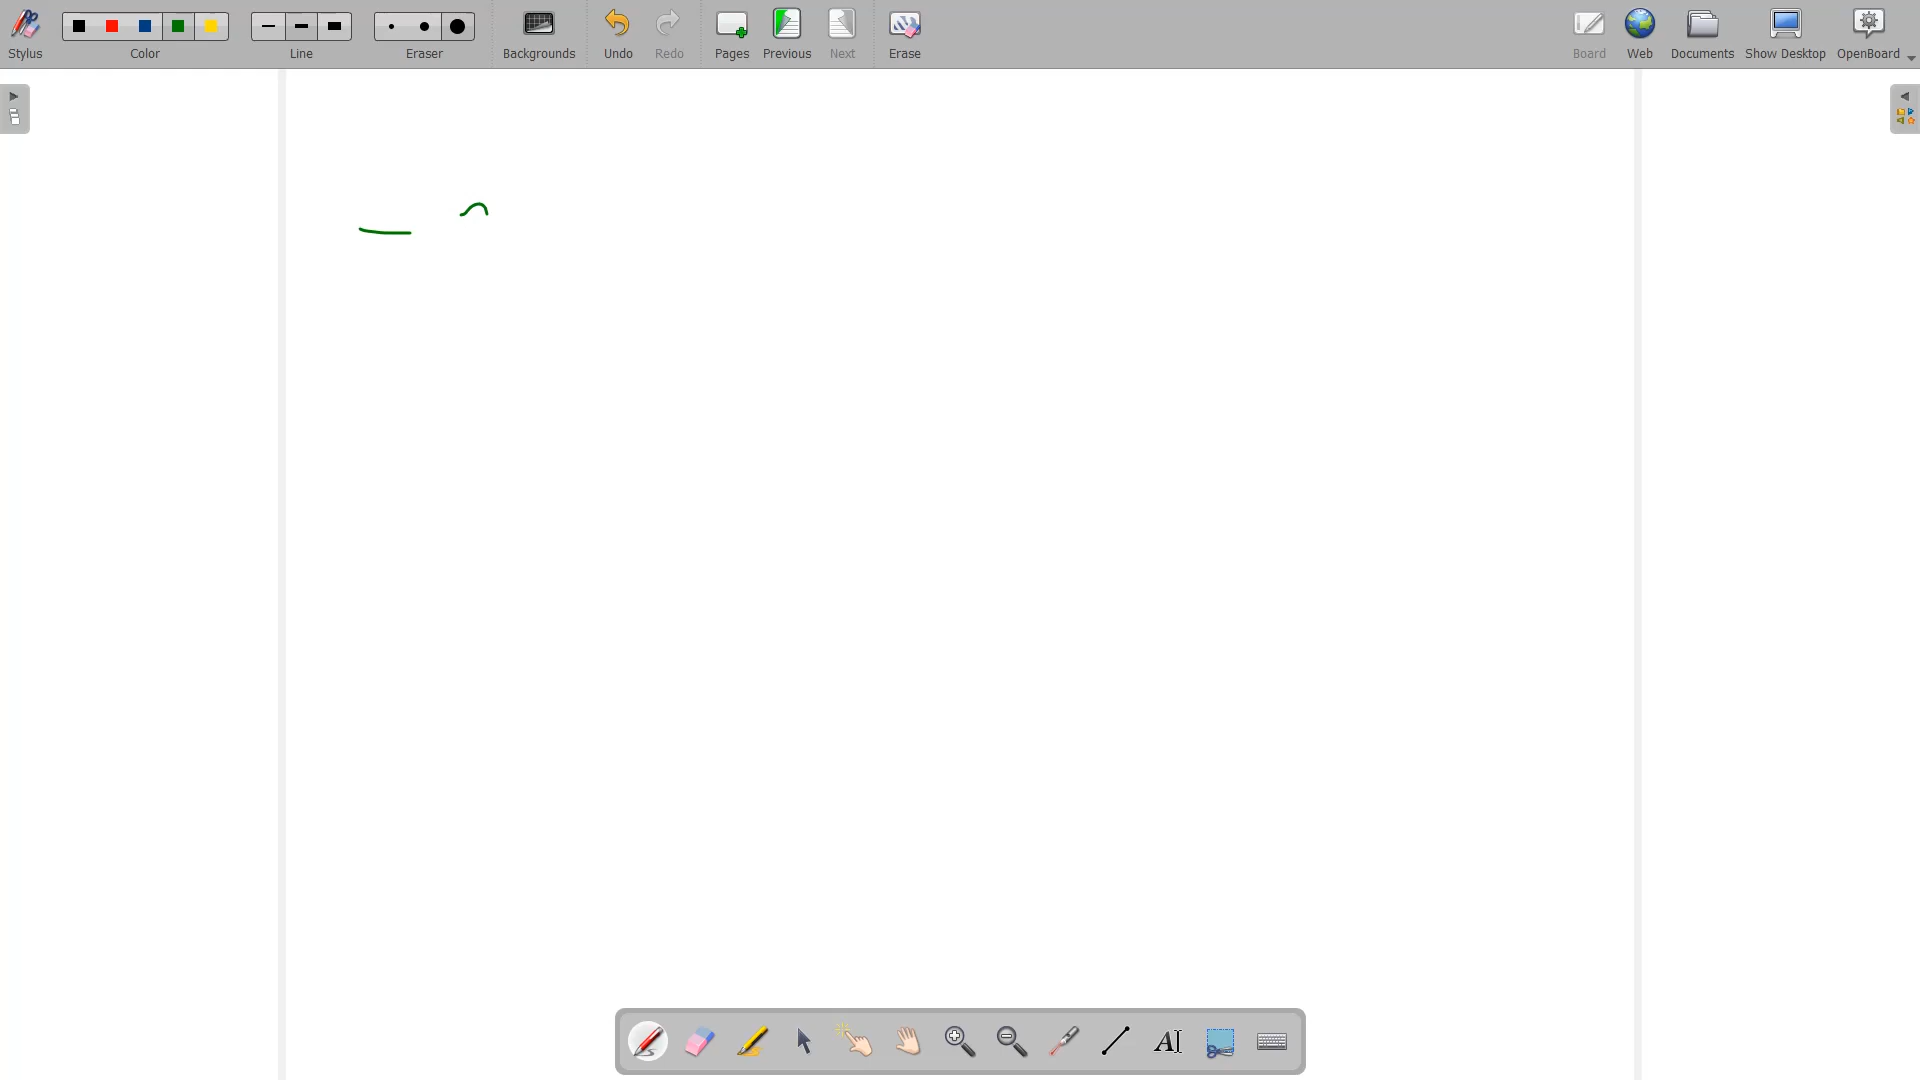 Stylus
Color
Line
Eraser
Backgrounds
Undo
Redo
Pages
Previous
Next
Erase
Board
Web
Documents
Show Desktop
OpenBoard